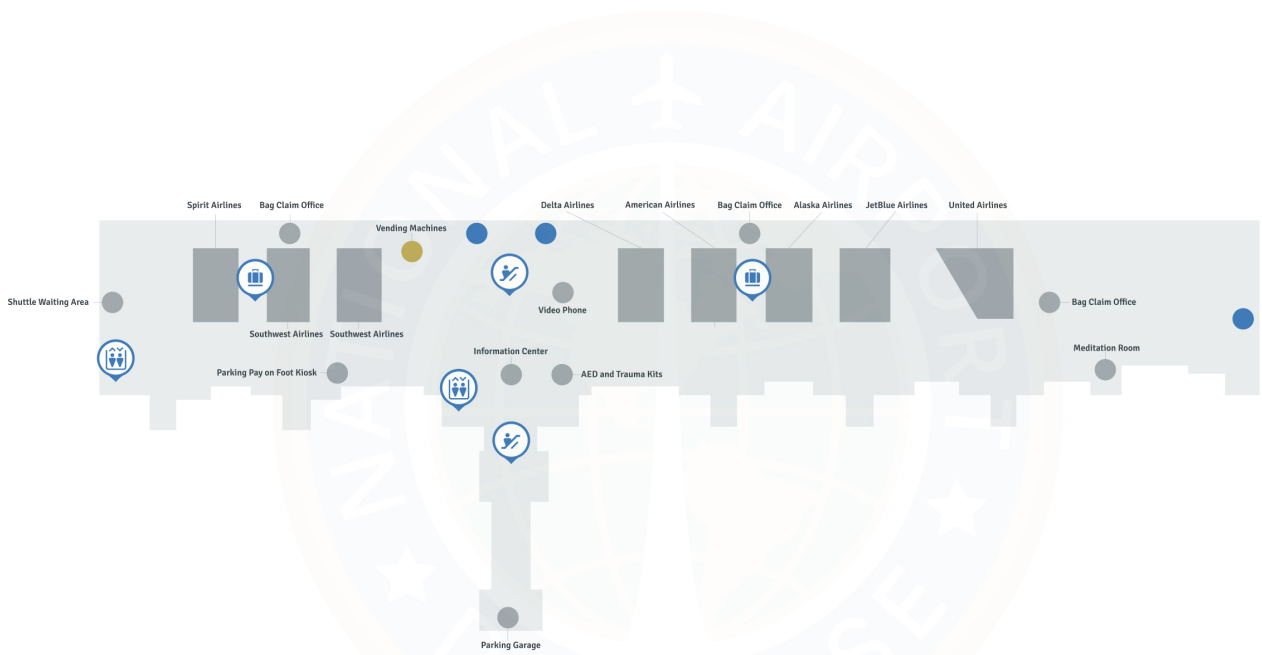 NATIONAL AIRPORT
Spirit Airlines
Bag Claim Office
Delta Airlines
American Airlines
Bag Claim Office
Alaska Airlines
JetBlue Airlines
United Airlines
Vending Machines
Shuttle Waiting Area
Video Phone
Bag Claim Office
Southwest Airlines
Southwest Airlines
Information Center
Meditation Room
Parking Pay on Foot Kiosk
AED and Trauma Kits
Parking Garage